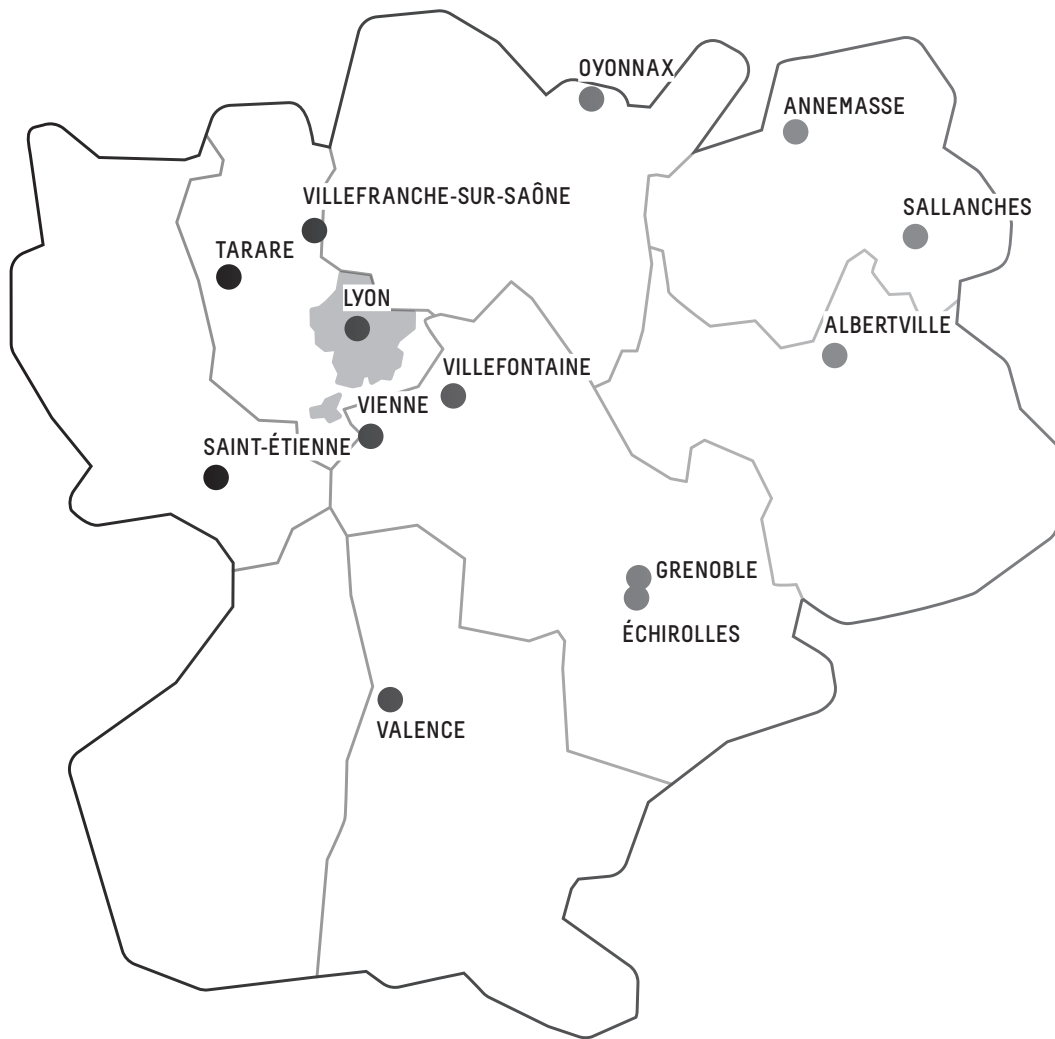 OYONNAX
ANNEMASSE
VILLEFRANCHE-SUR-SAÔNE
SALLANCHES
TARARE
LYON
ALBERTVILLE
VILLEFONTAINE
VIENNE
SAINT-ÉTIENNE
GRENOBLE
ÉCHIROLLES
VALENCE